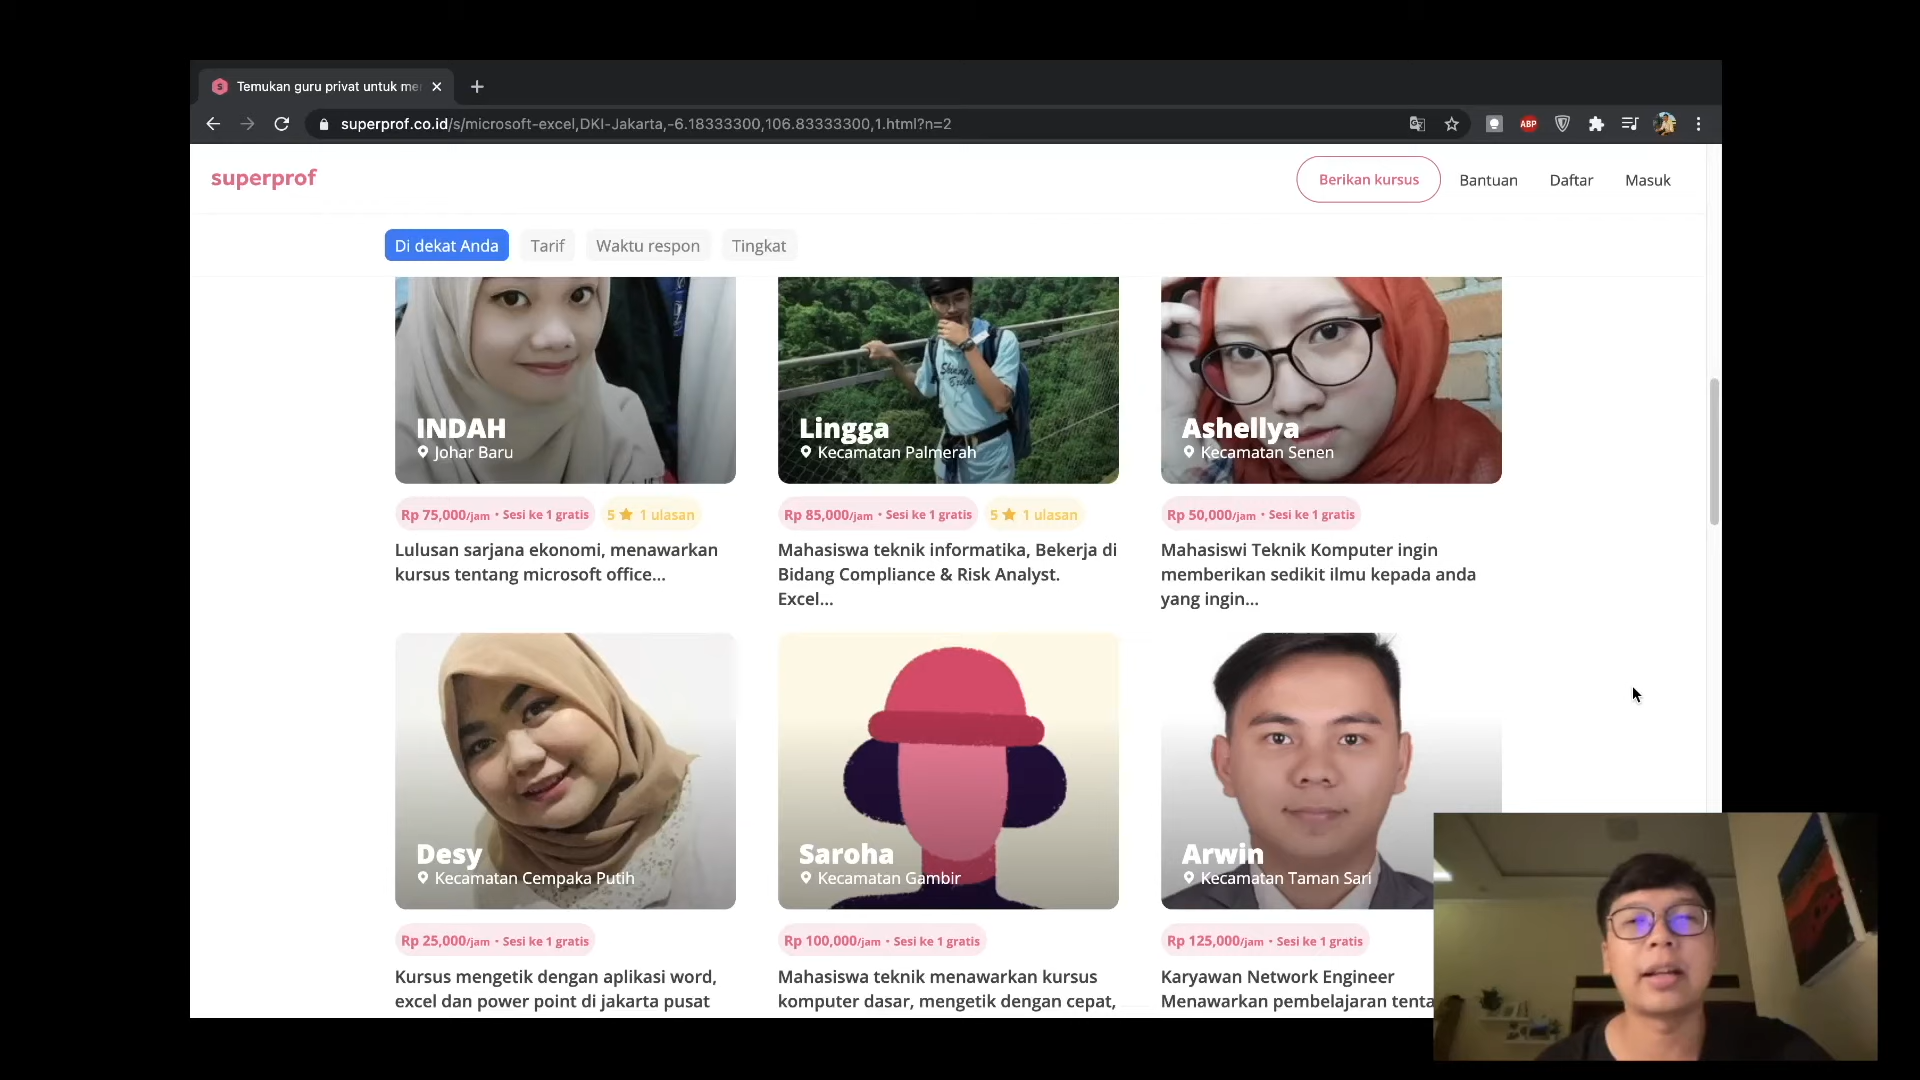 Temukan guru privat untuk me
superprof.co.id/s/microsoft-excel,DKI-Jakarta,-6.18333300,106.83333300,1.html?n=2
ABP
superprof
Berikan kursus
Bantuan
Daftar
Masuk
Di dekat Anda
Tarif
Waktu respon
Tingkat
INDAH
Johar Baru
Rp 75,000/jam • Sesi ke 1 gratis
5 ★ 1 ulasan
Lulusan sarjana ekonomi, menawarkan
kursus tentang microsoft office...
Lingga
Kecamatan Palmerah
Rp 85,000/jam • Sesi ke 1 gratis
5 ★ 1 ulasan
Mahasiswa teknik informatika, Bekerja di
Bidang Compliance & Risk Analyst.
Excel...
Ashellya
Kecamatan Senen
Rp 50,000/jam • Sesi ke 1 gratis
Mahasiswi Teknik Komputer ingin
memberikan sedikit ilmu kepada anda
yang ingin...
Desy
Kecamatan Cempaka Putih
Rp 25,000/jam • Sesi ke 1 gratis
Kursus mengetik dengan aplikasi word,
excel dan power point di jakarta pusat
Saroha
Kecamatan Gambir
Rp 100,000/jam • Sesi ke 1 gratis
Mahasiswa teknik menawarkan kursus
komputer dasar, mengetik dengan cepat,
Arwin
Kecamatan Taman Sari
Rp 125,000/jam • Sesi ke 1 gratis
Karyawan Network Engineer
Menawarkan pembelajaran tenta